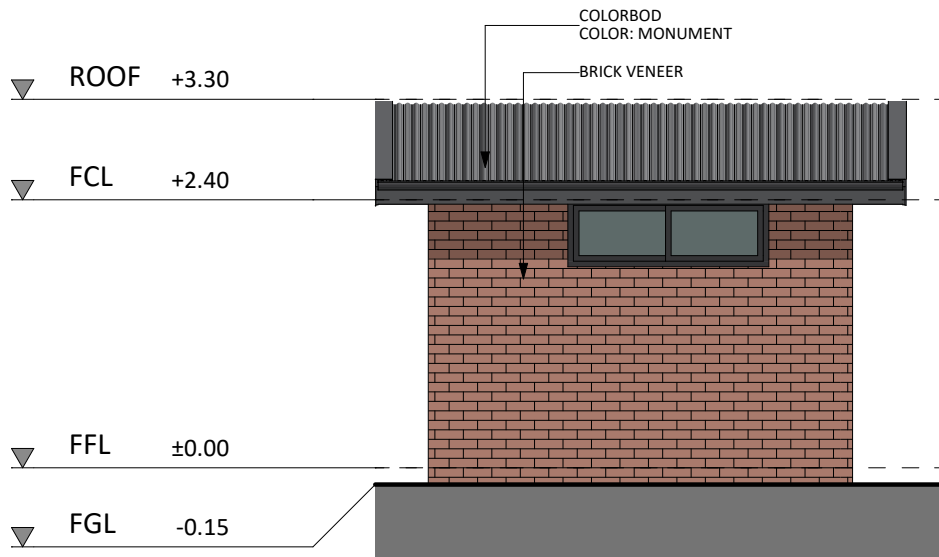 COLORBOD
COLOR: MONUMENT
BRICK VENEER
ROOF +3.30
FCL +2.40
FFL ±0.00
FGL -0.15